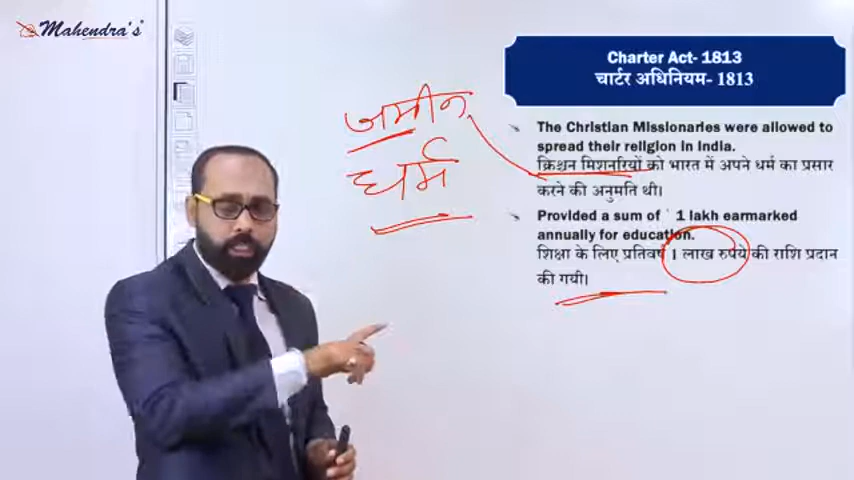 Mahendra's
Charter Act- 1813
चार्टर अधिनियम- 1813
जमीन
धर्म
The Christian Missionaries were allowed to
spread their religion in India.
क्रिश्चन मिशनरियों को भारत में अपने धर्म का प्रसार
करने की अनुमति थी।
Provided a sum of ` 1 lakh earmarked
annually for education.
शिक्षा के लिए प्रतिवर्ष 1 लाख रुपये की राशि प्रदान
की गयी।